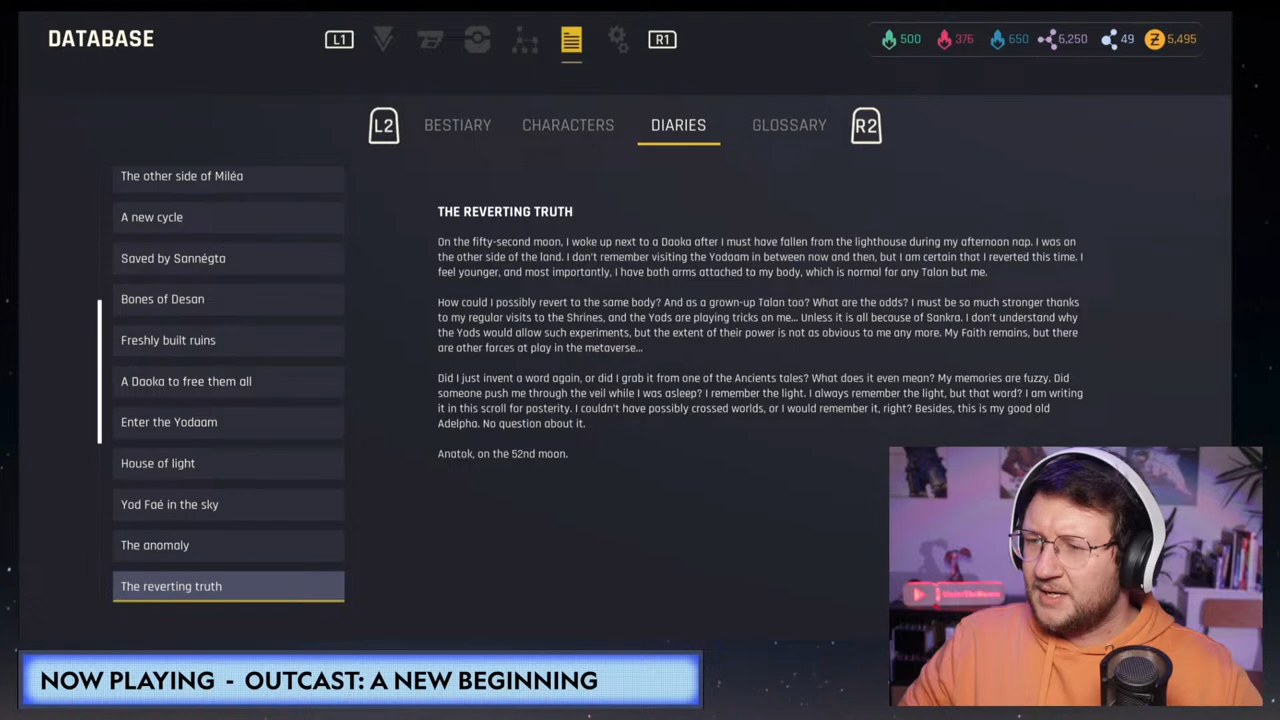 DATABASE
L1
R1
500
376
650
6,250
49
5,495
L2
BESTIARY
CHARACTERS
DIARIES
GLOSSARY
R2
The other side of Miléa
A new cycle
Saved by Sannégta
Bones of Desan
Freshly built ruins
A Daoka to free them all
Enter the Yodaam
House of light
Yod Faé in the sky
The anomaly
The reverting truth
THE REVERTING TRUTH
On the fifty-second moon, I woke up next to a Daoka after I must have fallen from the lighthouse during my afternoon nap. I was on
the other side of the land. I don't remember visiting the Yodaam in between now and then, but I am certain that I reverted this time. I
feel younger, and most importantly, I have both arms attached to my body, which is normal for any Talan but me.
How could I possibly revert to the same body? And as a grown-up Talan too? What are the odds? I must be so much stronger thanks
to my regular visits to the Shrines, and the Yods are playing tricks on me... Unless it is all because of Sankra. I don't understand why
the Yods would allow such experiments, but the extent of their power is not as obvious to me any more. My Faith remains, but there
are other forces at play in the metaverse...
Did I just invent a word again, or did I grab it from one of the Ancients tales? What does it even mean? My memories are fuzzy. Did
someone push me through the veil while I was asleep? I remember the light. I always remember the light, but that word? I am writing
it in this scroll for posterity. I couldn't have possibly crossed worlds, or I would remember it, right? Besides, this is my good old
Adelpha. No question about it.
Anatok, on the 52nd moon.
NOW PLAYING - OUTCAST: A NEW BEGINNING